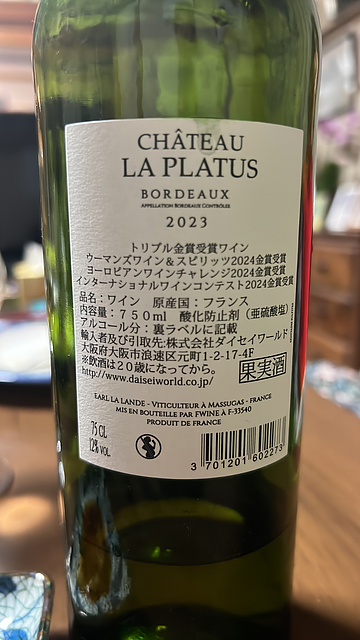 CHÂTEAU
LA PLATUS
BORDEAUX
APPELLATION BORDEAUX CONTRÔLÉE
2023
トリプル金賞受賞ワイン
ウーマンズワイン&スピリッツ2024金賞受賞
ヨーロピアンワインチャレンジ2024金賞受賞
インターナショナルワインコンテスト2024金賞受賞
品名:ワイン 原産国:フランス
内容量:750ml 酸化防止剤(亜硫酸塩)
アルコール分:裏ラベルに記載
輸入者及び引取先:株式会社ダイセイワールド
大阪府大阪市浪速区元町1-2-17-4F
※飲酒は20歳になってから。
http://www.daiseiworld.co.jp/
果実酒
EARL LA LANDE - VITICULTEUR À MASSUGAS - FRANCE
MIS EN BOUTEILLE PAR FWINE À F-33540
PRODUIT DE FRANCE
75 CL
12% VOL
3 701201 602273